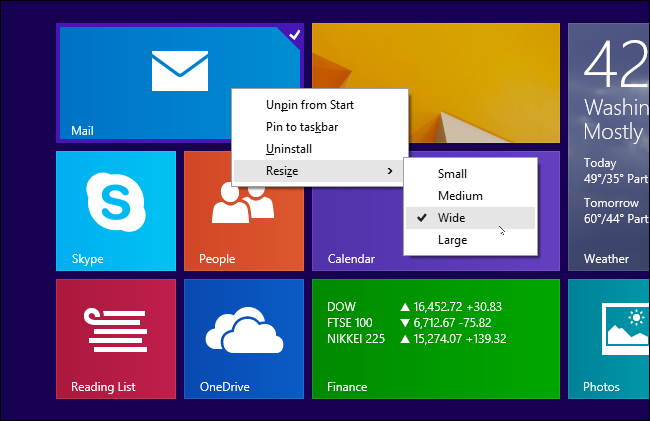 Mail
Unpin from Start
Pin to taskbar
Uninstall
Resize
Small
Medium
Wide
Large
Skype
People
Calendar
42
Mostly
Today
49°/35° Part
Tomorrow
60°/44° Part
Weather
Reading List
OneDrive
DOW ▲ 16,452.72 +30.83
FTSE 100 ▼ 6,712.67 -75.82
NIKKEI 225 ▲ 15,274.07 +139.32
Finance
Photos